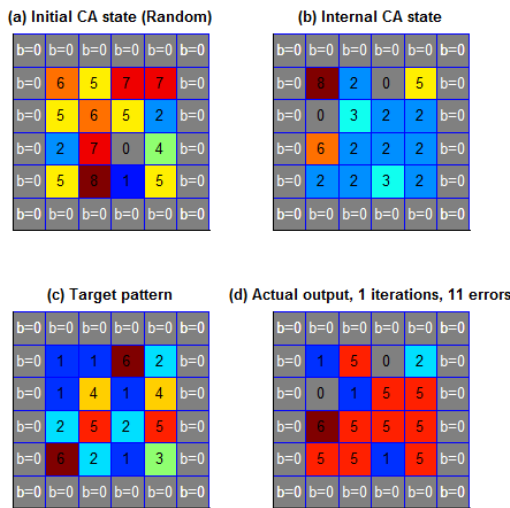 (a) Initial CA state (Random)
b=0 b=0 b=0 b=0 b=0 b=0
b=0 6 5 7 7 b=0
b=0 5 6 5 2 b=0
b=0 2 7 0 4 b=0
b=0 5 8 1 5 b=0
b=0 b=0 b=0 b=0 b=0 b=0
(b) Internal CA state
b=0 b=0 b=0 b=0 b=0 b=0
b=0 8 2 0 5 b=0
b=0 0 3 2 2 b=0
b=0 6 2 2 2 b=0
b=0 2 2 3 2 b=0
b=0 b=0 b=0 b=0 b=0 b=0
(c) Target pattern
b=0 b=0 b=0 b=0 b=0 b=0
b=0 1 1 6 2 b=0
b=0 1 4 1 4 b=0
b=0 2 5 2 5 b=0
b=0 6 2 1 3 b=0
b=0 b=0 b=0 b=0 b=0 b=0
(d) Actual output, 1 iterations, 11 errors
b=0 b=0 b=0 b=0 b=0 b=0
b=0 1 5 0 2 b=0
b=0 0 1 5 5 b=0
b=0 6 5 5 5 b=0
b=0 5 5 1 5 b=0
b=0 b=0 b=0 b=0 b=0 b=0